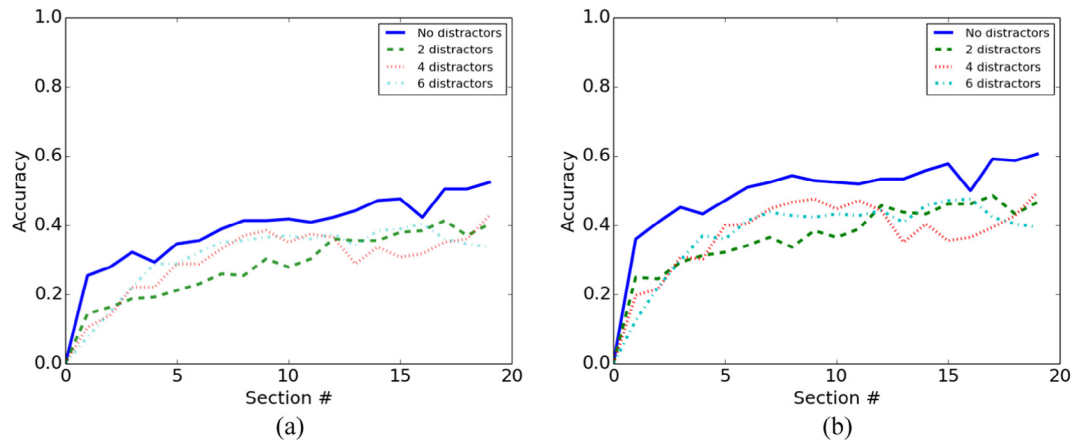 1.0
0.8
0.6
0.4
0.2
0.0
Accuracy
No distractors
2 distractors
4 distractors
6 distractors
0 5 10 15 20
Section #
(a)
1.0
0.8
0.6
0.4
0.2
0.0
Accuracy
No distractors
2 distractors
4 distractors
6 distractors
0 5 10 15 20
Section #
(b)